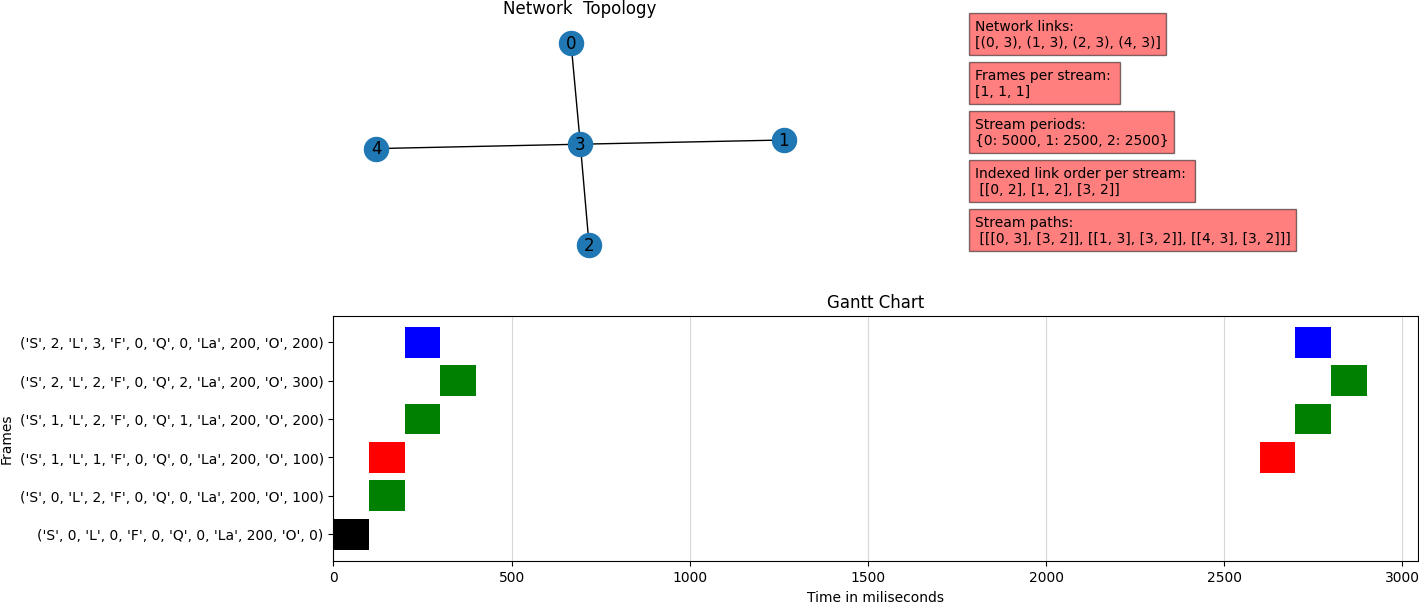 Network  Topology
0
4
3
1
2
Network links:
[(0, 3), (1, 3), (2, 3), (4, 3)]
Frames per stream:
[1, 1, 1]
Stream periods:
{0: 5000, 1: 2500, 2: 2500}
Indexed link order per stream:
[[0, 2], [1, 2], [3, 2]]
Stream paths:
[[[0, 3], [3, 2]], [[1, 3], [3, 2]], [[4, 3], [3, 2]]]
Gantt Chart
Frames
('S', 2, 'L', 3, 'F', 0, 'Q', 0, 'La', 200, 'O', 200)
('S', 2, 'L', 2, 'F', 0, 'Q', 2, 'La', 200, 'O', 300)
('S', 1, 'L', 2, 'F', 0, 'Q', 1, 'La', 200, 'O', 200)
('S', 1, 'L', 1, 'F', 0, 'Q', 0, 'La', 200, 'O', 100)
('S', 0, 'L', 2, 'F', 0, 'Q', 0, 'La', 200, 'O', 100)
('S', 0, 'L', 0, 'F', 0, 'Q', 0, 'La', 200, 'O', 0)
0 500 1000 1500 2000 2500 3000
Time in miliseconds